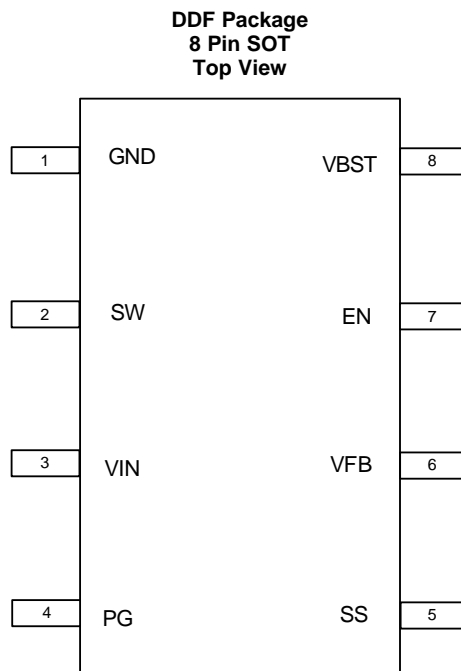 DDF Package
8 Pin SOT
Top View
1 GND VBST 8
2 SW EN 7
3 VIN VFB 6
4 PG SS 5